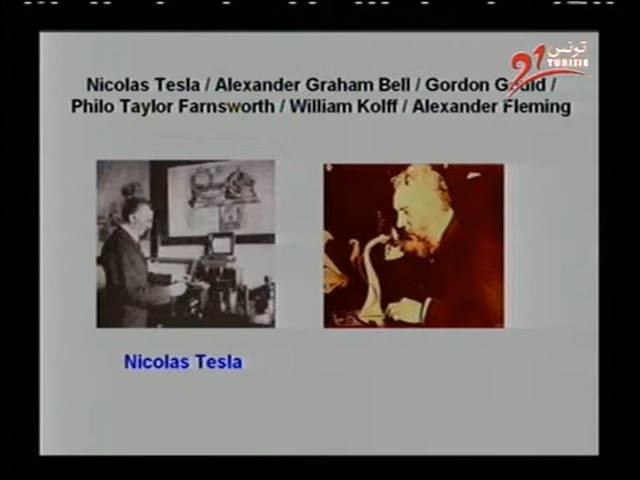 تونس
21
TUNISIE
Nicolas Tesla / Alexander Graham Bell / Gordon Gould /
Philo Taylor Farnsworth / William Kolff / Alexander Fleming
Nicolas Tesla